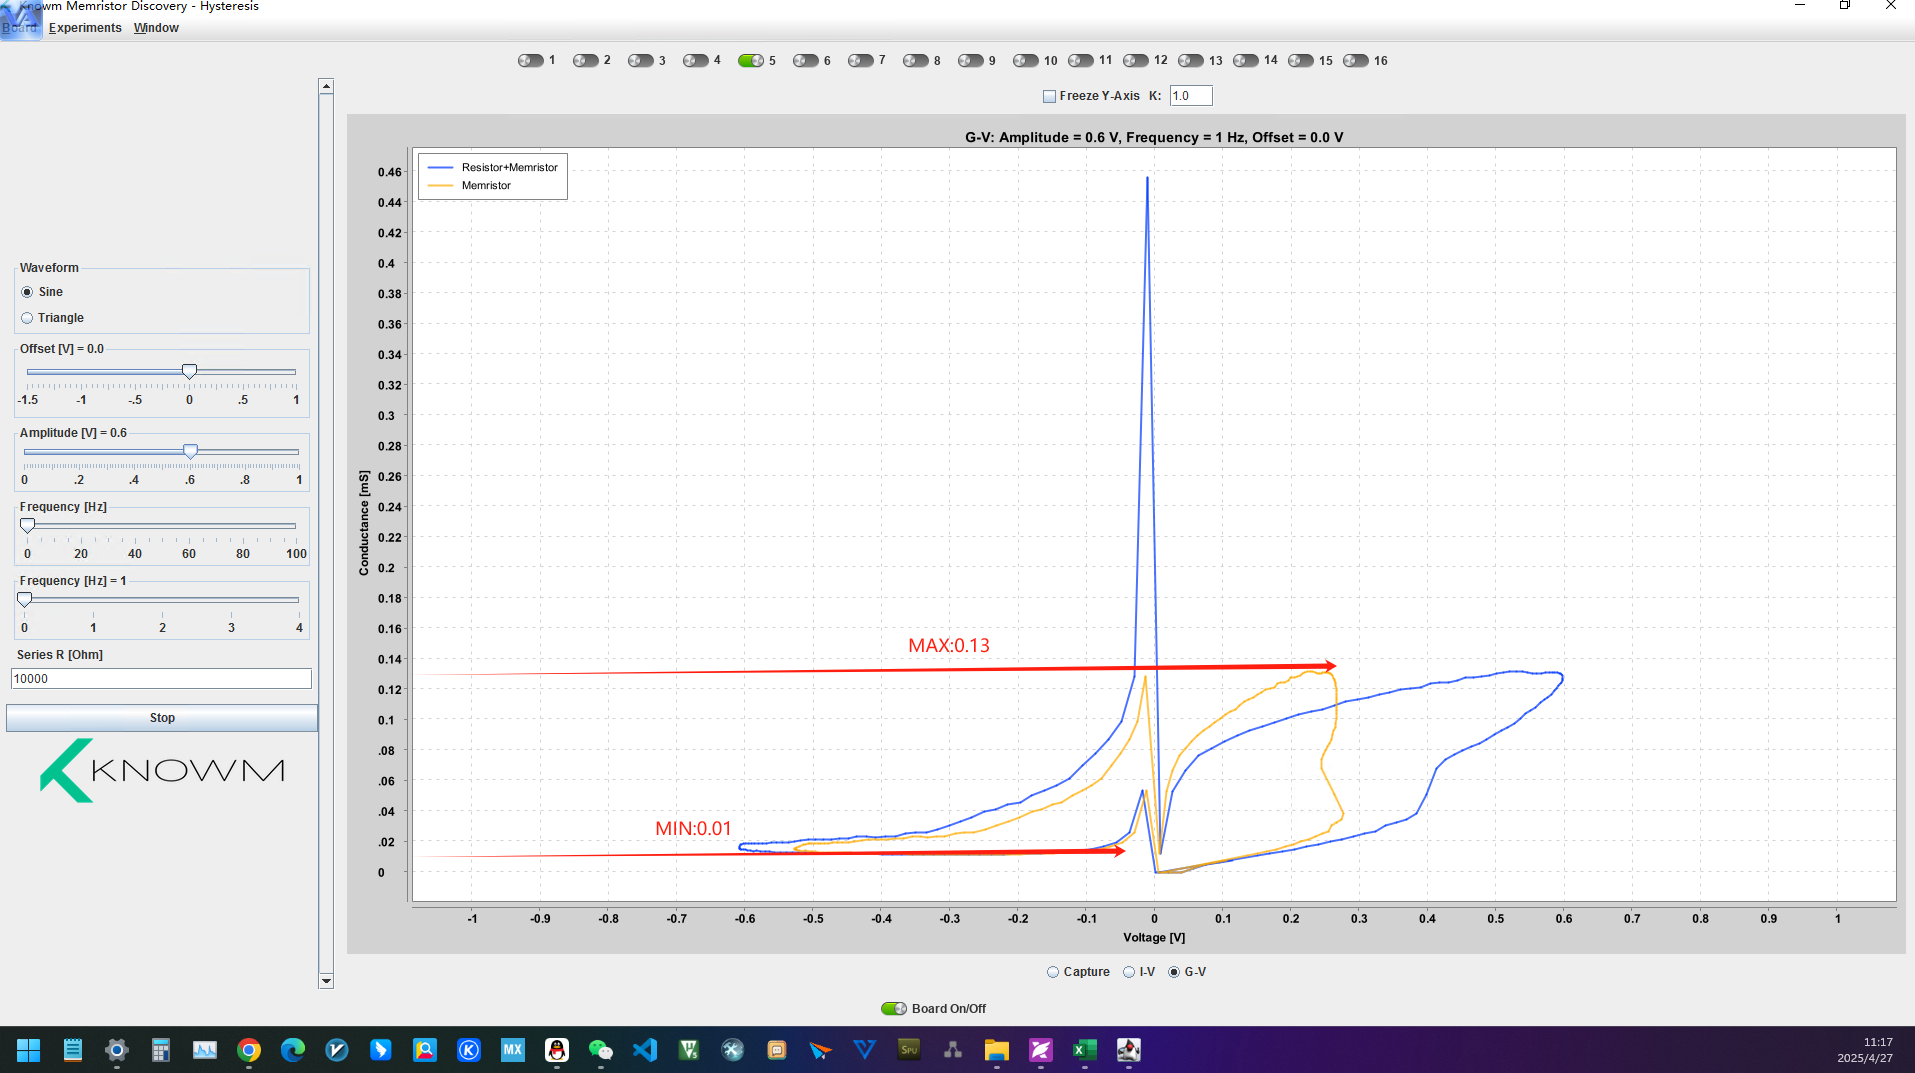 Knowm Memristor Discovery - Hysteresis
Board Experiments Window
1 2 3 4 5 6 7 8 9 10 11 12 13 14 15 16
Freeze Y-Axis K: 1.0
G-V: Amplitude = 0.6 V, Frequency = 1 Hz, Offset = 0.0 V
Resistor+Memristor
Memristor
0.46
0.44
0.42
0.4
0.38
0.36
0.34
0.32
0.3
0.28
0.26
0.24
0.22
0.2
0.18
0.16
0.14
0.12
0.1
.08
.06
.04
.02
0
Conductance [mS]
MAX:0.13
MIN:0.01
-1 -0.9 -0.8 -0.7 -0.6 -0.5 -0.4 -0.3 -0.2 -0.1 0 0.1 0.2 0.3 0.4 0.5 0.6 0.7 0.8 0.9 1
Voltage [V]
Capture I-V G-V
Board On/Off
Waveform
Sine
Triangle
Offset [V] = 0.0
-1.5 -1 -.5 0 .5 1
Amplitude [V] = 0.6
0 .2 .4 .6 .8 1
Frequency [Hz]
0 20 40 60 80 100
Frequency [Hz] = 1
0 1 2 3 4
Series R [Ohm]
10000
Stop
KNOWM
MX
Spu
11:17
2025/4/27